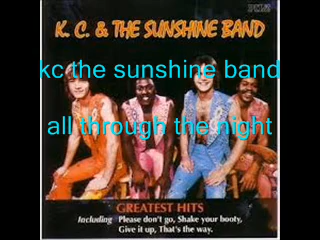 K. C. & THE SUNSHINE BAND
kc the sunshine band
all through the night
GREATEST HITS
Including Please don't go, Shake your booty,
Give it up, That's the way.